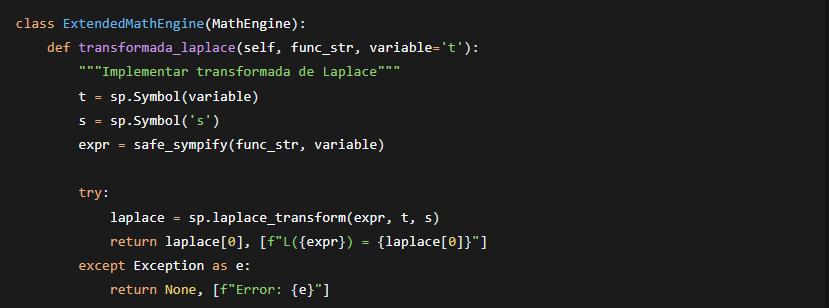 class ExtendedMathEngine(MathEngine):
    def transformada_laplace(self, func_str, variable='t'):
        """Implementar transformada de Laplace"""
        t = sp.Symbol(variable)
        s = sp.Symbol('s')
        expr = safe_sympify(func_str, variable)

        try:
            laplace = sp.laplace_transform(expr, t, s)
            return laplace[0], [f"L({expr}) = {laplace[0]}"]
        except Exception as e:
            return None, [f"Error: {e}"]